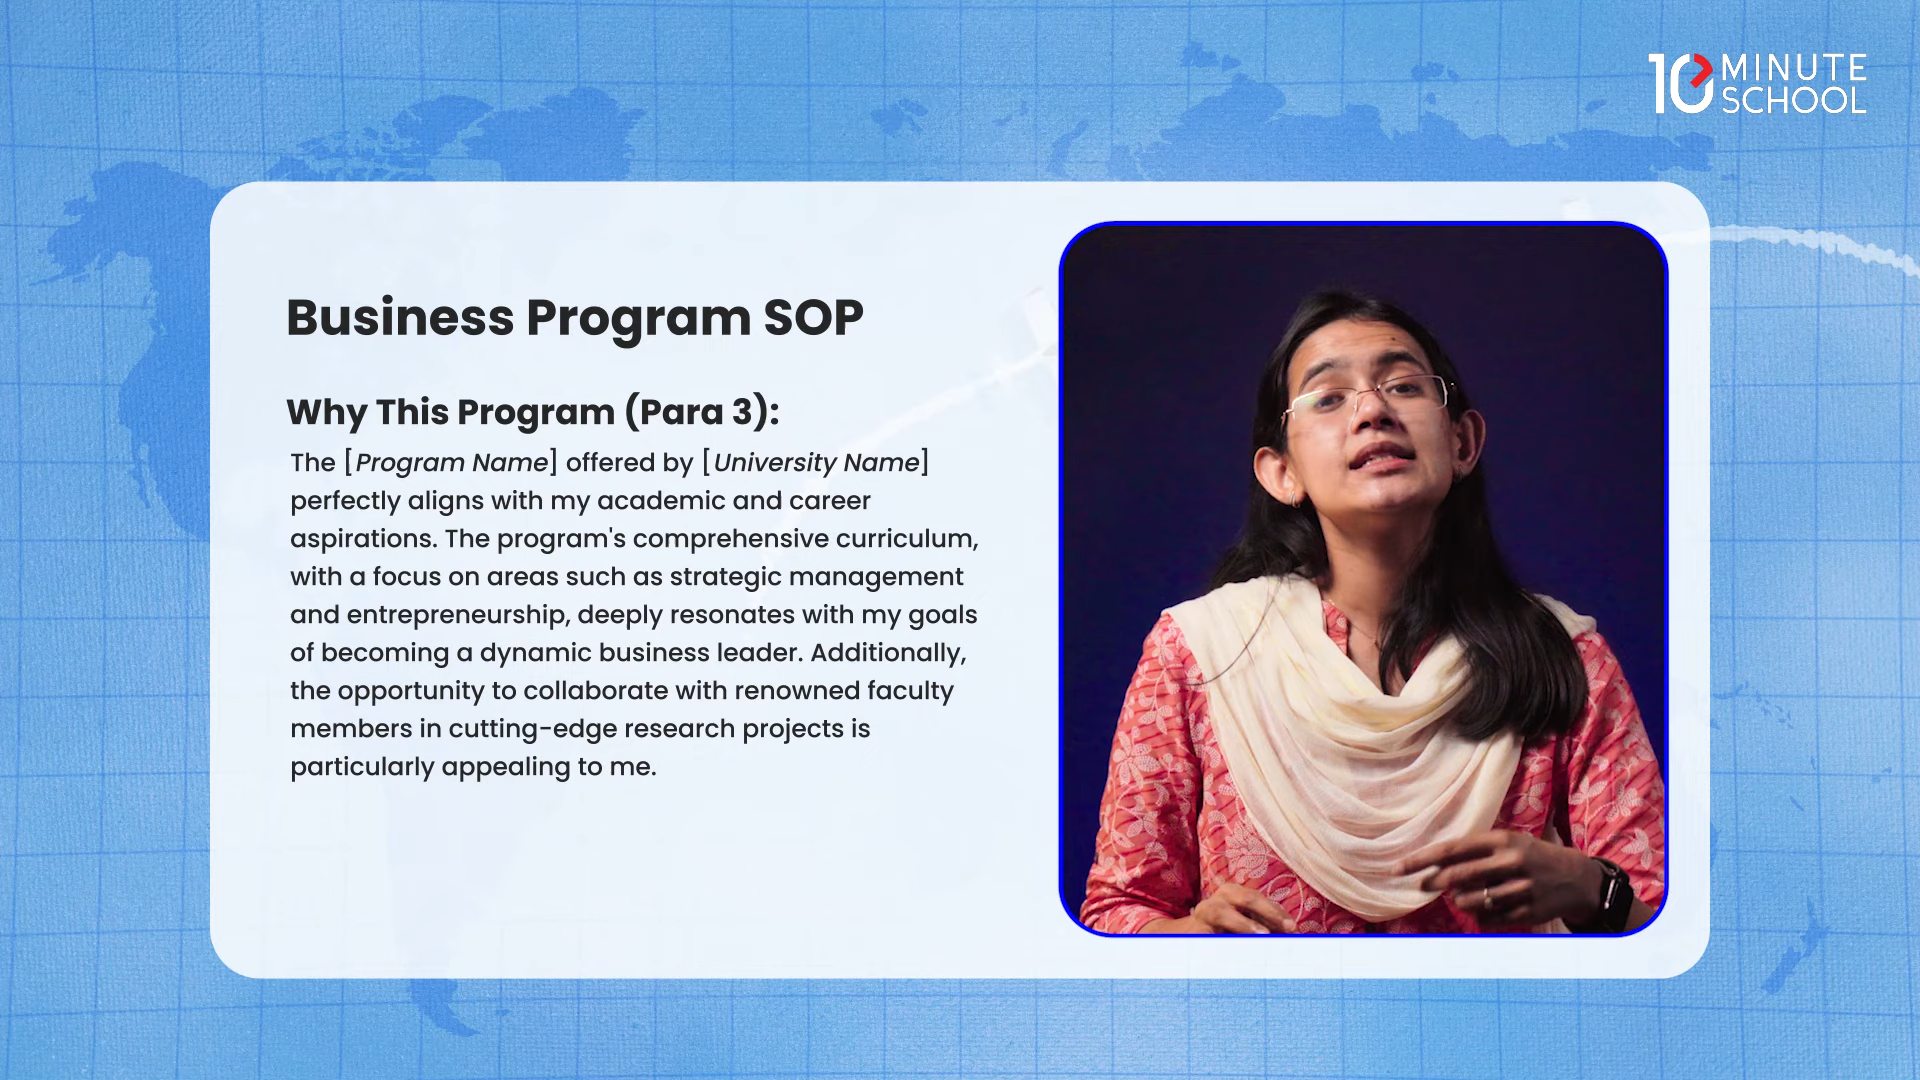 10 MINUTE
SCHOOL
Business Program SOP
Why This Program (Para 3):
The [Program Name] offered by [University Name]
perfectly aligns with my academic and career
aspirations. The program's comprehensive curriculum,
with a focus on areas such as strategic management
and entrepreneurship, deeply resonates with my goals
of becoming a dynamic business leader. Additionally,
the opportunity to collaborate with renowned faculty
members in cutting-edge research projects is
particularly appealing to me.